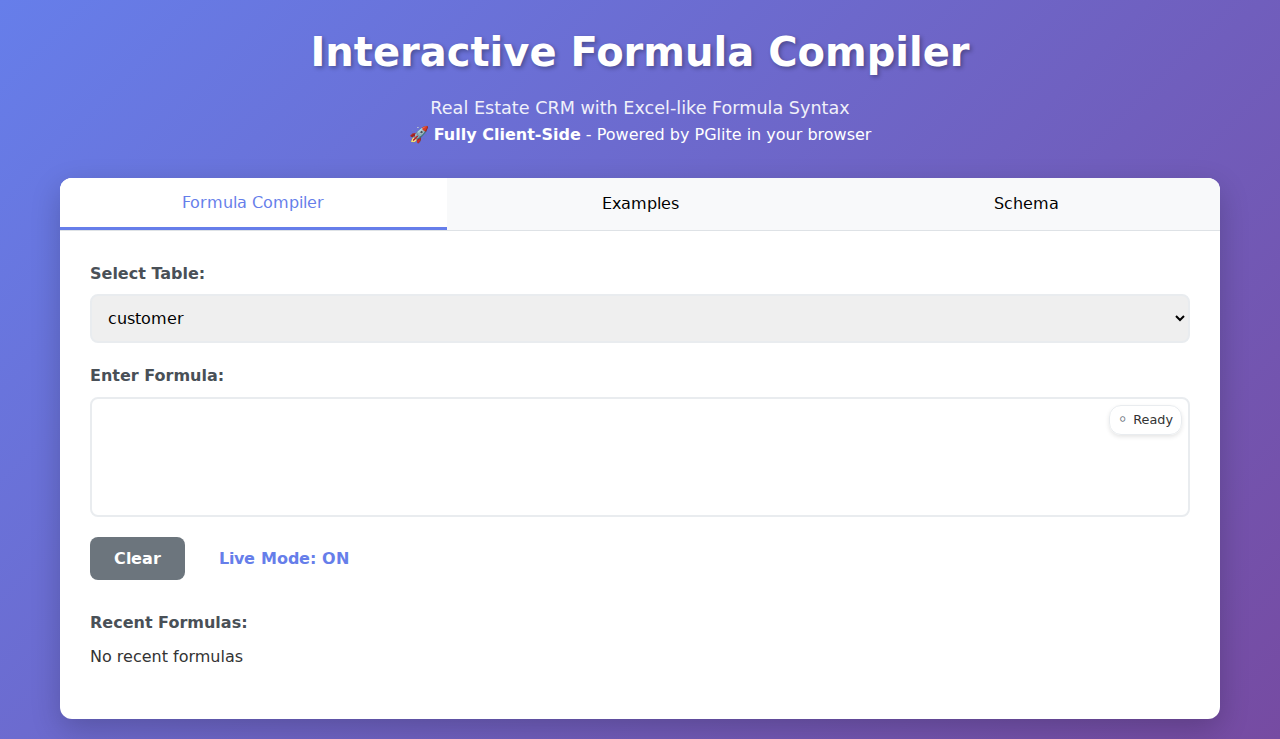 Interactive Formula Compiler
Real Estate CRM with Excel-like Formula Syntax
🚀 Fully Client-Side - Powered by PGlite in your browser
Formula Compiler
Examples
Schema
Select Table:
customer
Enter Formula:
Ready
Clear
Live Mode: ON
Recent Formulas:
No recent formulas